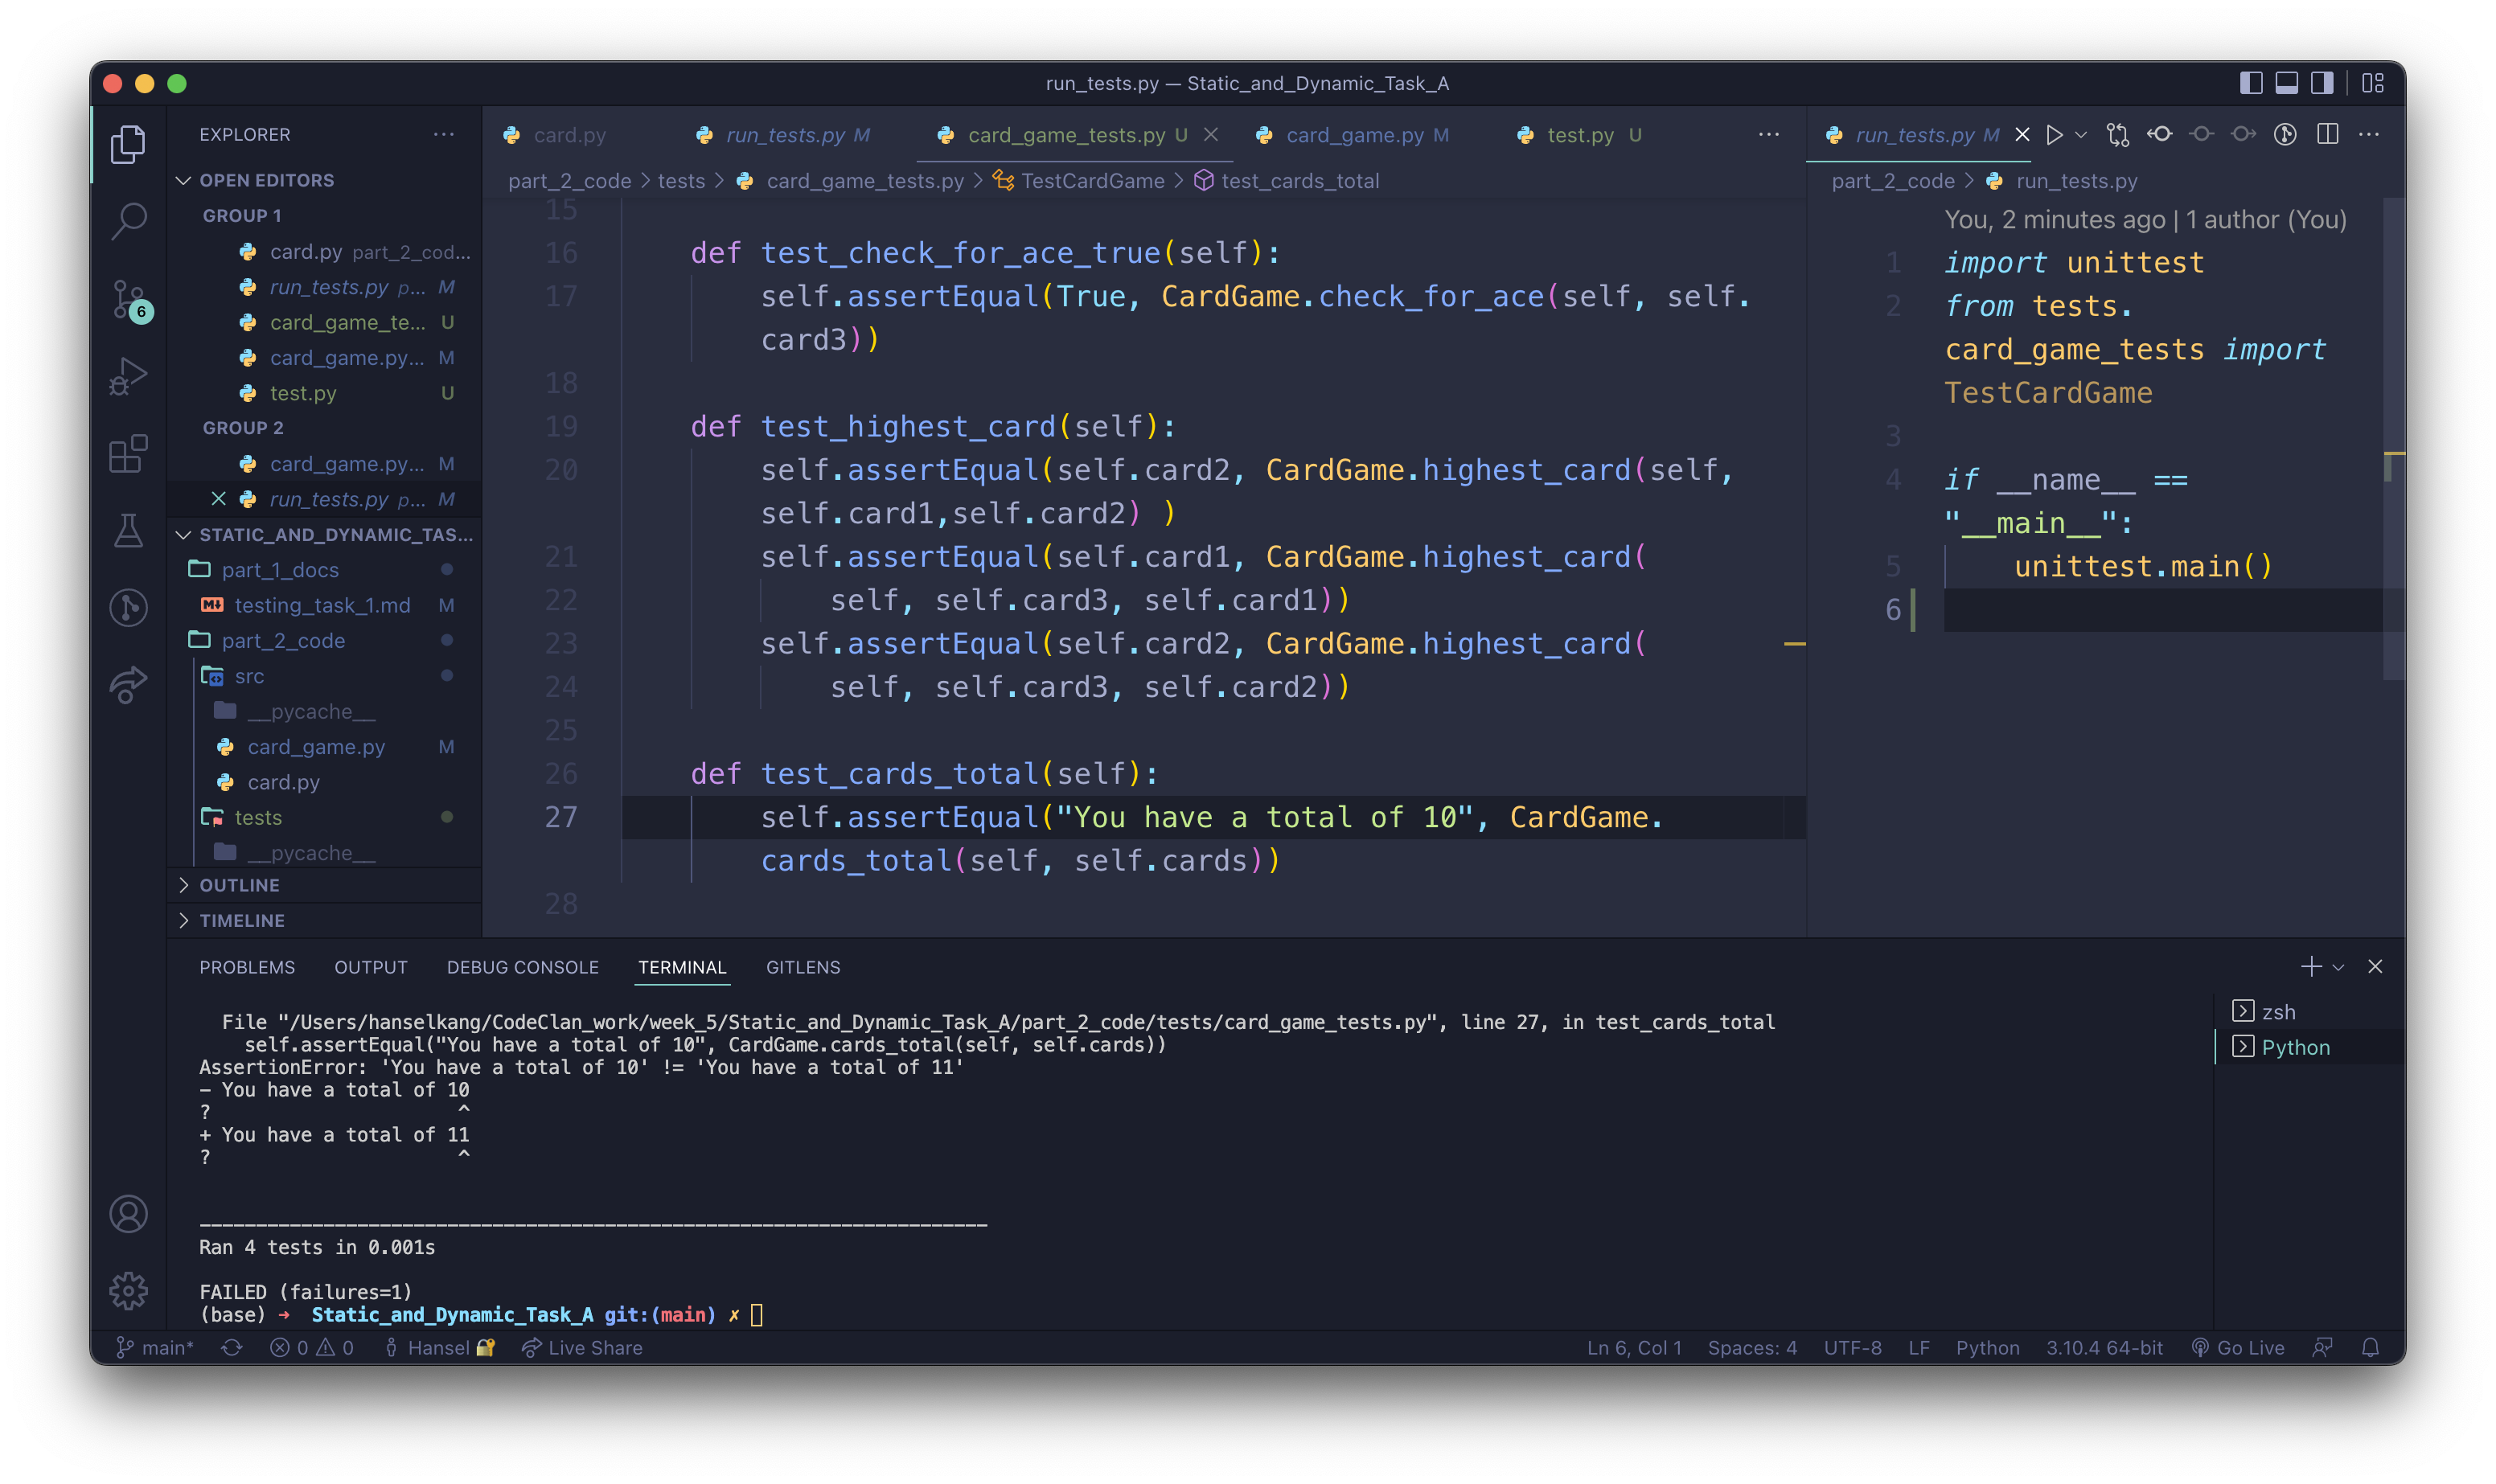 run_tests.py — Static_and_Dynamic_Task_A
EXPLORER
OPEN EDITORS
GROUP 1
card.py part_2_cod...
run_tests.py p... M
card_game_te... U
card_game.py... M
test.py U
GROUP 2
card_game.py... M
run_tests.py p... M
STATIC_AND_DYNAMIC_TAS...
part_1_docs
testing_task_1.md M
part_2_code
src
__pycache__
card_game.py M
card.py
tests
__pycache__
OUTLINE
TIMELINE
6
card.py run_tests.py M card_game_tests.py U card_game.py M test.py U
part_2_code > tests > card_game_tests.py > TestCardGame > test_cards_total
15
16 def test_check_for_ace_true(self):
17 self.assertEqual(True, CardGame.check_for_ace(self, self.
card3))
18
19 def test_highest_card(self):
20 self.assertEqual(self.card2, CardGame.highest_card(self,
self.card1,self.card2) )
21 self.assertEqual(self.card1, CardGame.highest_card(
22 self, self.card3, self.card1))
23 self.assertEqual(self.card2, CardGame.highest_card(
24 self, self.card3, self.card2))
25
26 def test_cards_total(self):
27 self.assertEqual("You have a total of 10", CardGame.
cards_total(self, self.cards))
28
run_tests.py M
part_2_code > run_tests.py
You, 2 minutes ago | 1 author (You)
1 import unittest
2 from tests.
card_game_tests import
TestCardGame
3
4 if __name__ ==
"__main__":
5 unittest.main()
6
PROBLEMS OUTPUT DEBUG CONSOLE TERMINAL GITLENS
File "/Users/hanselkang/CodeClan_work/week_5/Static_and_Dynamic_Task_A/part_2_code/tests/card_game_tests.py", line 27, in test_cards_total
self.assertEqual("You have a total of 10", CardGame.cards_total(self, self.cards))
AssertionError: 'You have a total of 10' != 'You have a total of 11'
- You have a total of 10
? ^
+ You have a total of 11
? ^
----------------------------------------------------------------------
Ran 4 tests in 0.001s
FAILED (failures=1)
(base) ➜ Static_and_Dynamic_Task_A git:(main) ✗
zsh
Python
main* 0 0 Hansel Live Share
Ln 6, Col 1 Spaces: 4 UTF-8 LF Python 3.10.4 64-bit Go Live